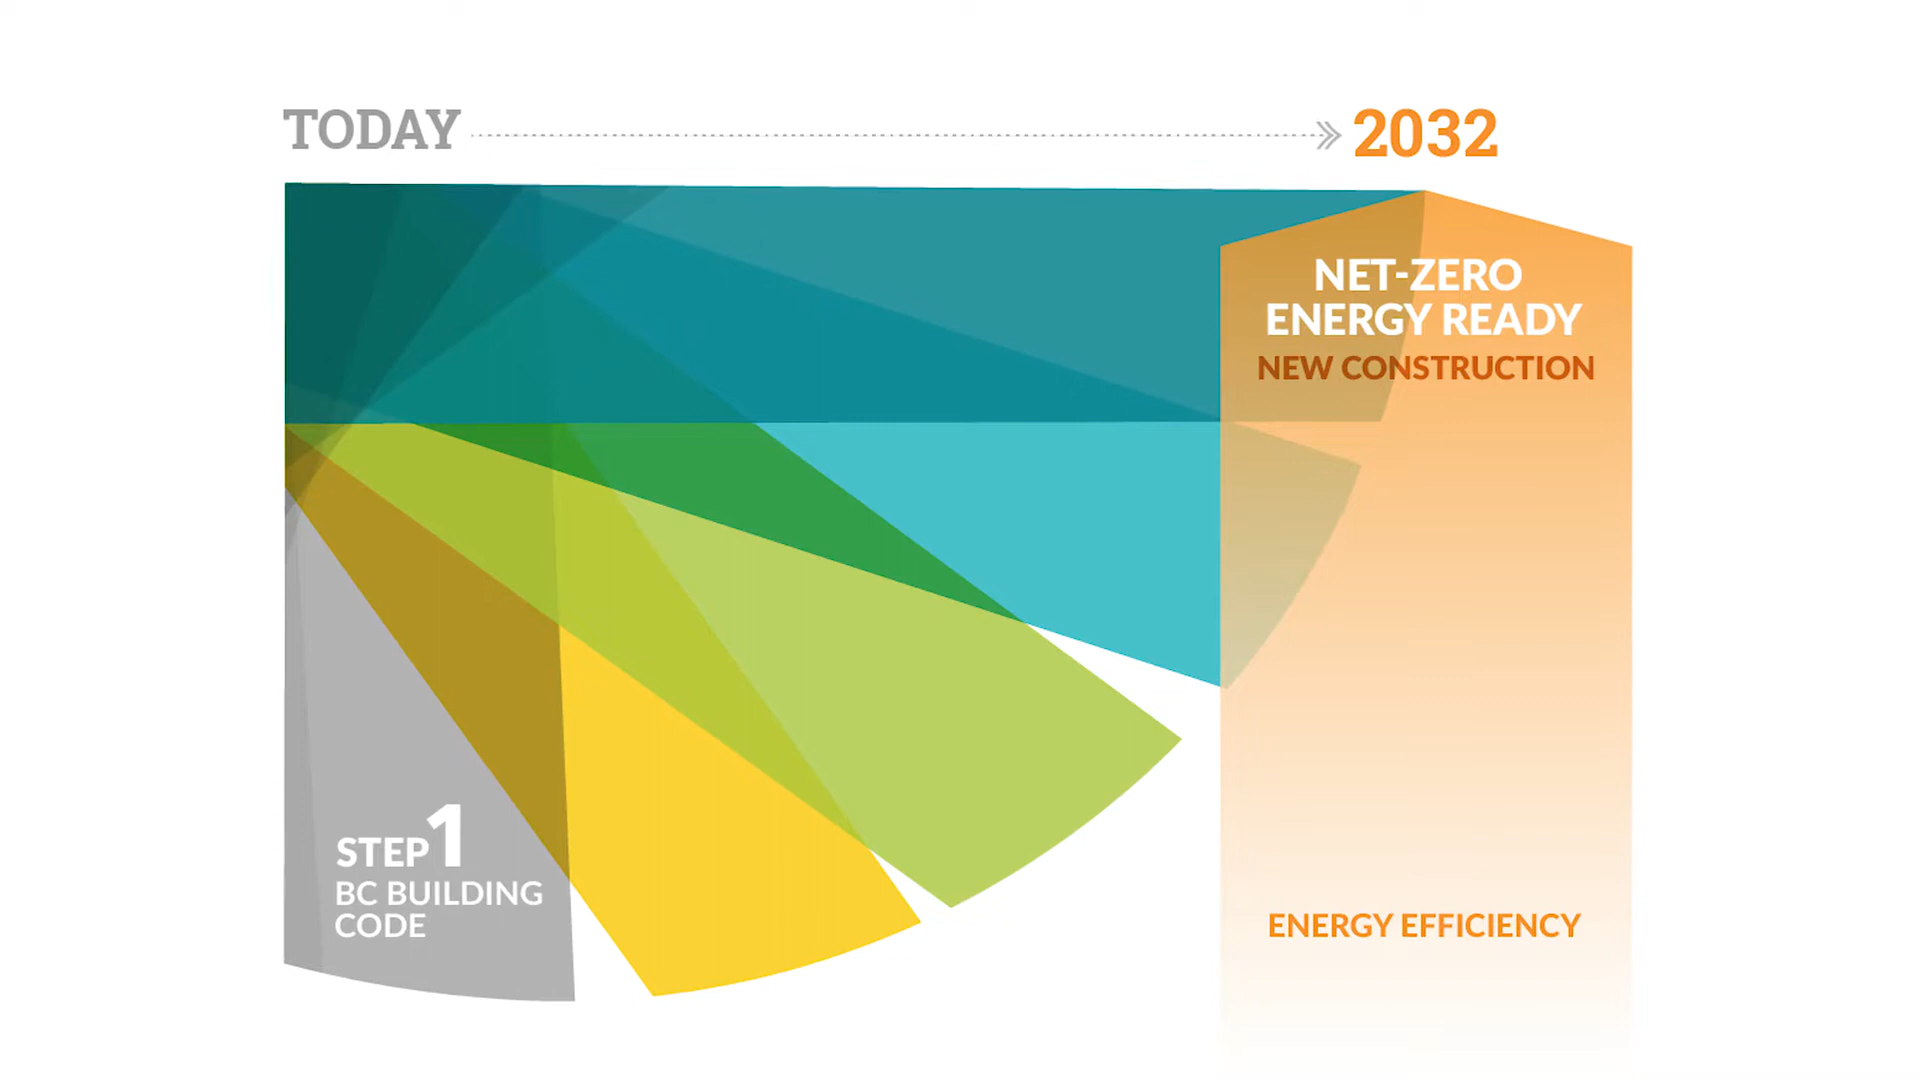 TODAY
2032
NET-ZERO
ENERGY READY
NEW CONSTRUCTION
STEP 1
BC BUILDING
CODE
ENERGY EFFICIENCY